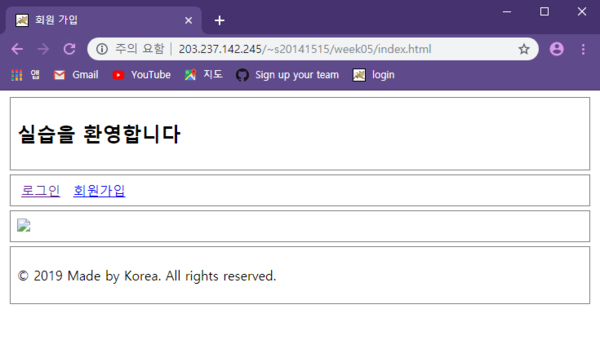 회원 가입
주의 요함 203.237.142.245/~s20141515/week05/index.html
앱 Gmail YouTube 지도 Sign up your team login
실습을 환영합니다
로그인 회원가입
© 2019 Made by Korea. All rights reserved.